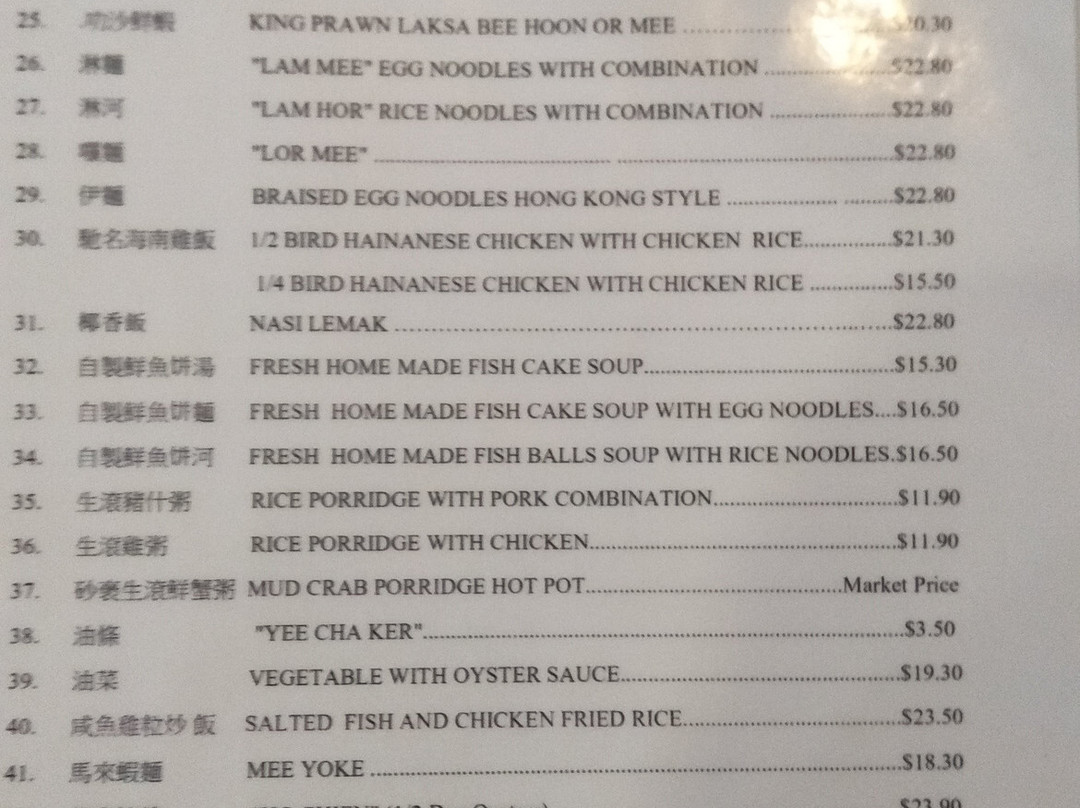 25. 鮮蝦 KING PRAWN LAKSA BEE HOON OR MEE ..................0.30
26. 淋麵 "LAM MEE" EGG NOODLES WITH COMBINATION ..................$22.80
27. 淋河 "LAM HOR" RICE NOODLES WITH COMBINATION ..................$22.80
28. 麵 "LOR MEE" ..................$22.80
29. 伊麵 BRAISED EGG NOODLES HONG KONG STYLE ..................$22.80
30. 馳名海南雞飯 1/2 BIRD HAINANESE CHICKEN WITH CHICKEN RICE................$21.30
1/4 BIRD HAINANESE CHICKEN WITH CHICKEN RICE ...............$15.50
31. 椰香飯 NASI LEMAK ..................$22.80
32. 自製鮮魚饼湯 FRESH HOME MADE FISH CAKE SOUP..................$15.30
33. 自製鮮魚饼麵 FRESH HOME MADE FISH CAKE SOUP WITH EGG NOODLES....$16.50
34. 自製鮮魚饼河 FRESH HOME MADE FISH BALLS SOUP WITH RICE NOODLES.$16.50
35. 生滾豬什粥 RICE PORRIDGE WITH PORK COMBINATION..................$11.90
36. 生滾雞粥 RICE PORRIDGE WITH CHICKEN..................$11.90
37. 生滾鮮蟹粥 MUD CRAB PORRIDGE HOT POT..................Market Price
38. 油條 "YEE CHA KER"..................$3.50
39. 油菜 VEGETABLE WITH OYSTER SAUCE..................$19.30
40. 咸魚雞粒炒 飯 SALTED FISH AND CHICKEN FRIED RICE..................$23.50
41. 馬來蝦麵 MEE YOKE ..................$18.30
$23.90